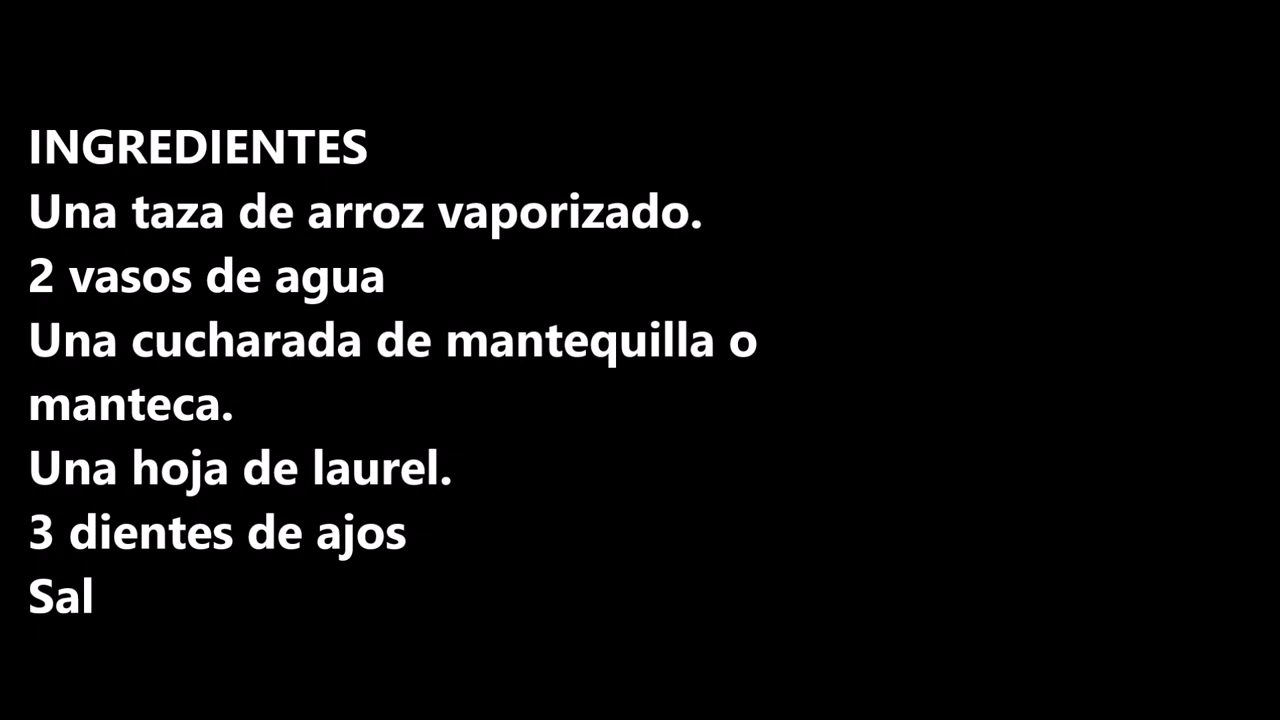 INGREDIENTES
Una taza de arroz vaporizado.
2 vasos de agua
Una cucharada de mantequilla o
manteca.
Una hoja de laurel.
3 dientes de ajos
Sal